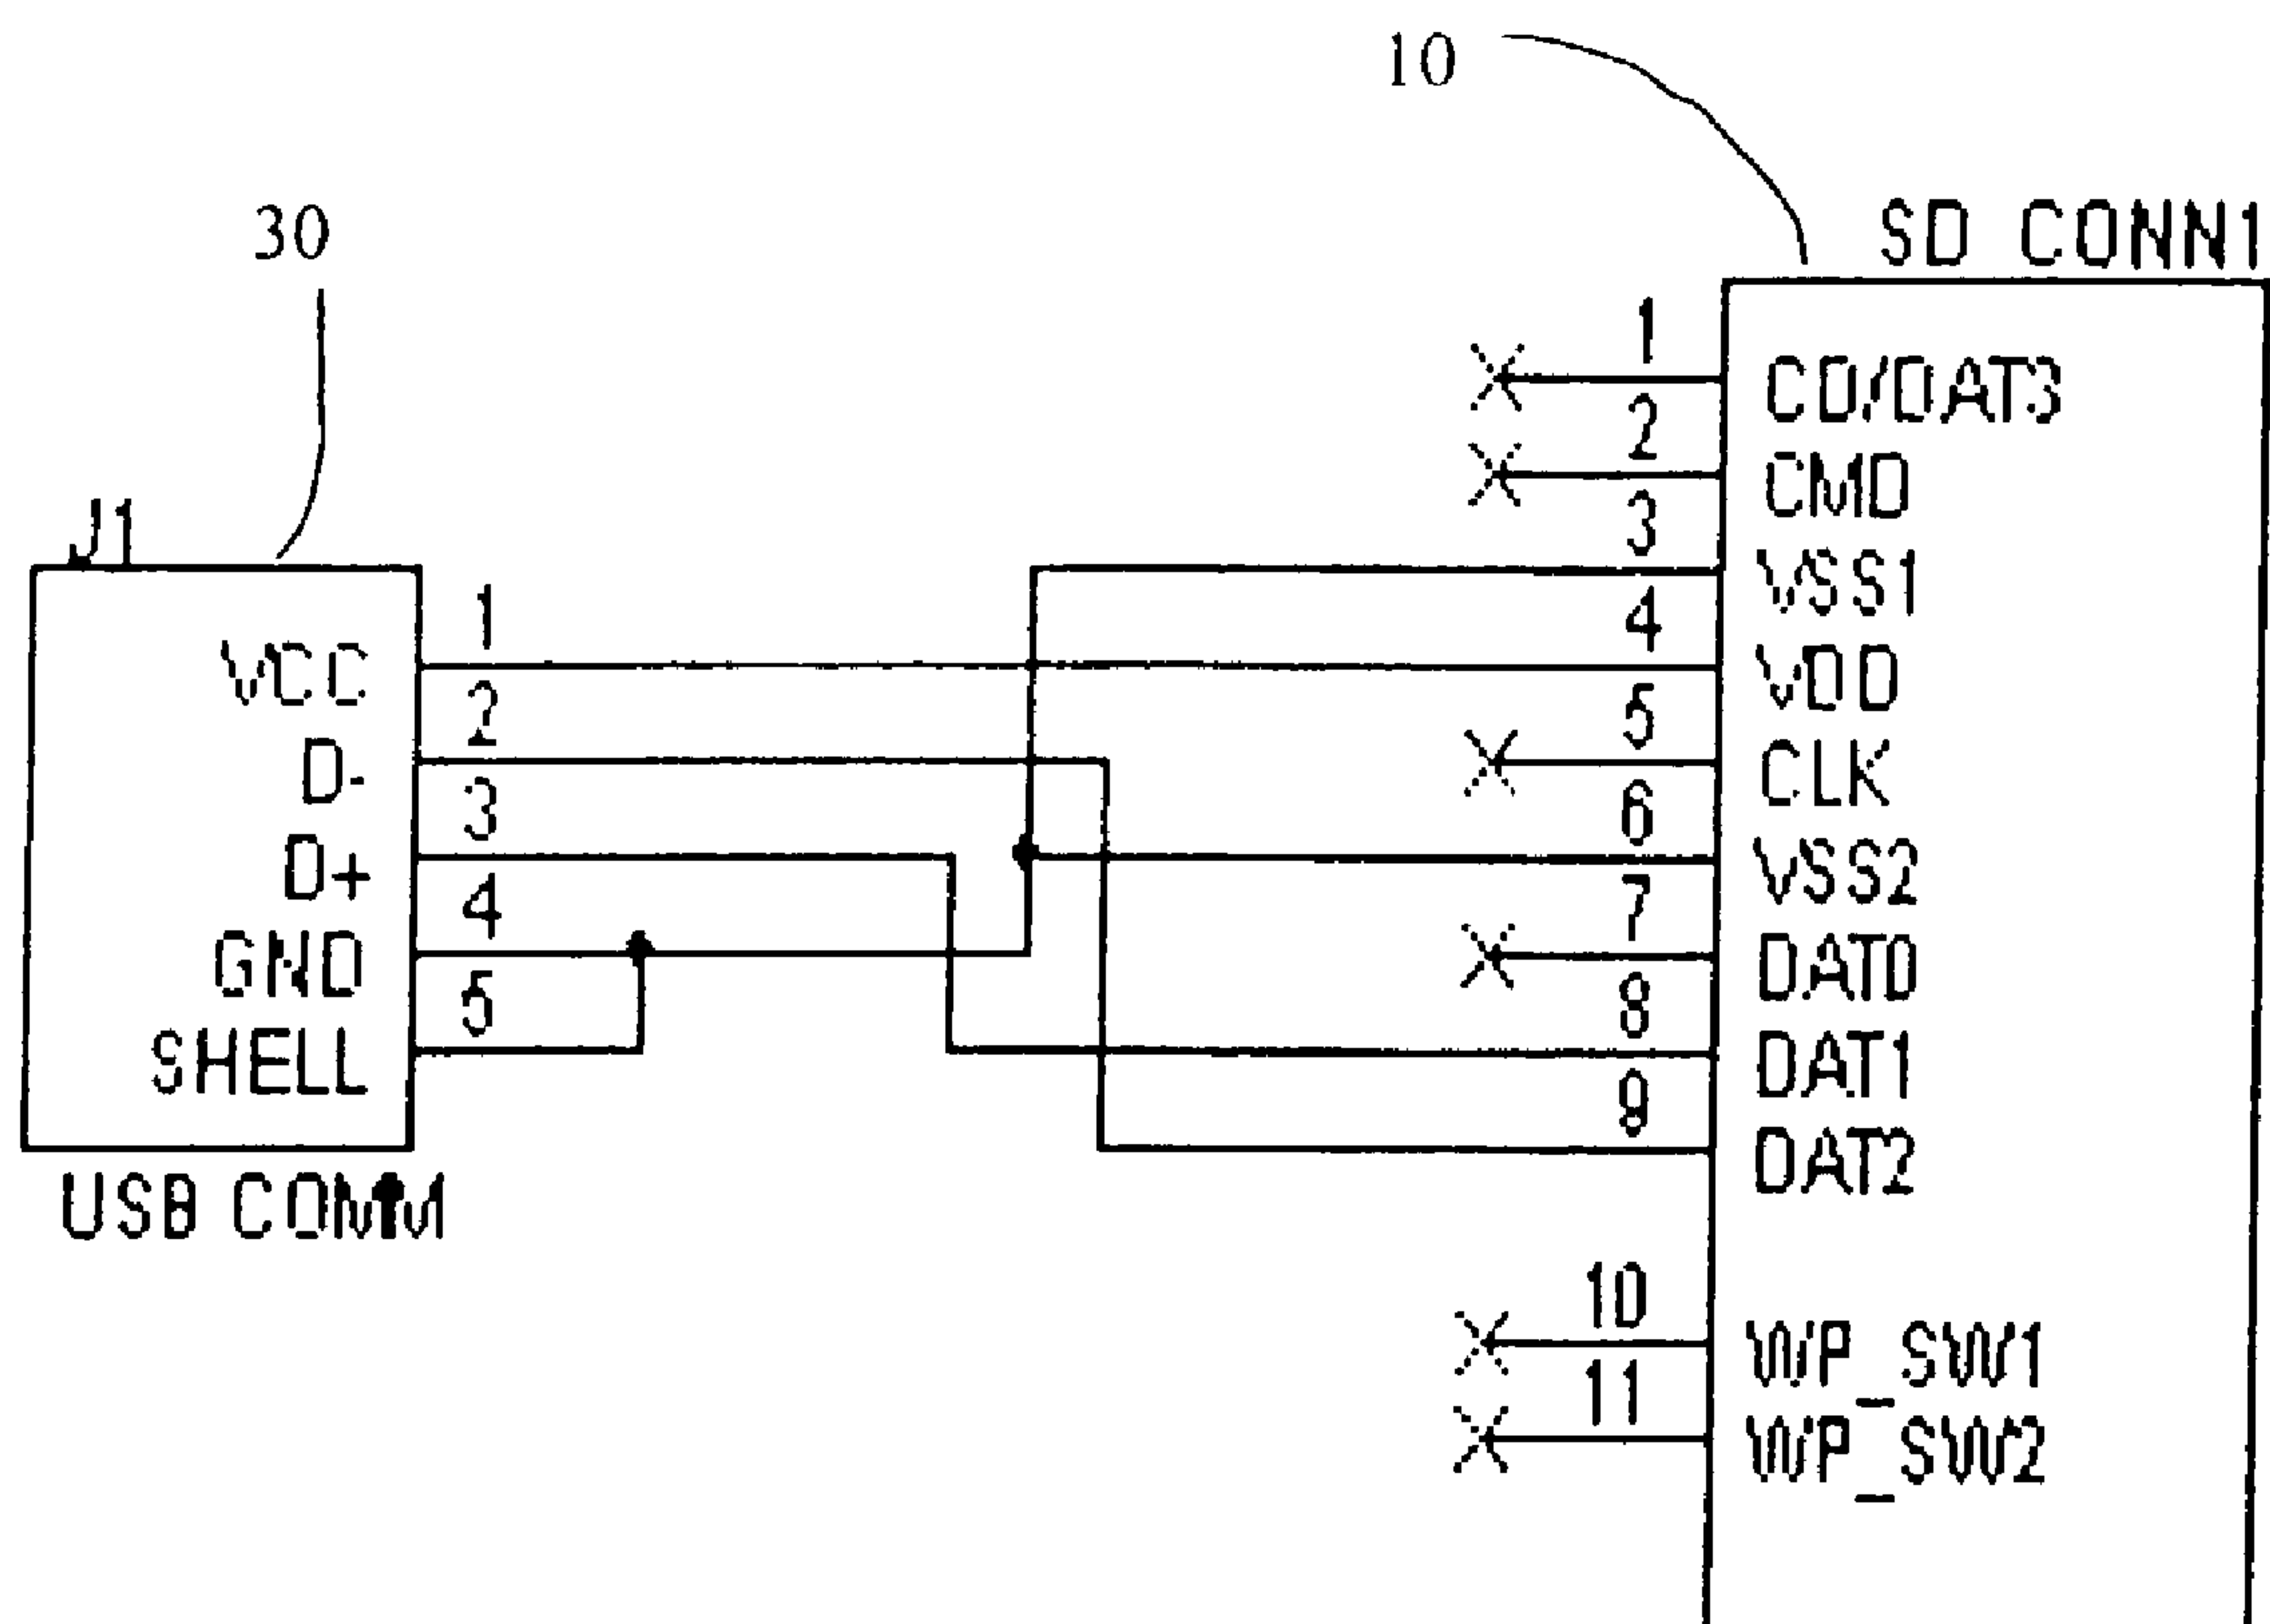 10
30
SD CONN1
J1
1
CD/DAT3
2
CMD
3
VSS1
4
VDD
5
CLK
6
VSS2
7
DAT0
8
DAT1
9
DAT2
10
WP_SW1
11
WP_SW2
1
VCC
2
D-
3
D+
4
GND
5
SHELL
USB COMM